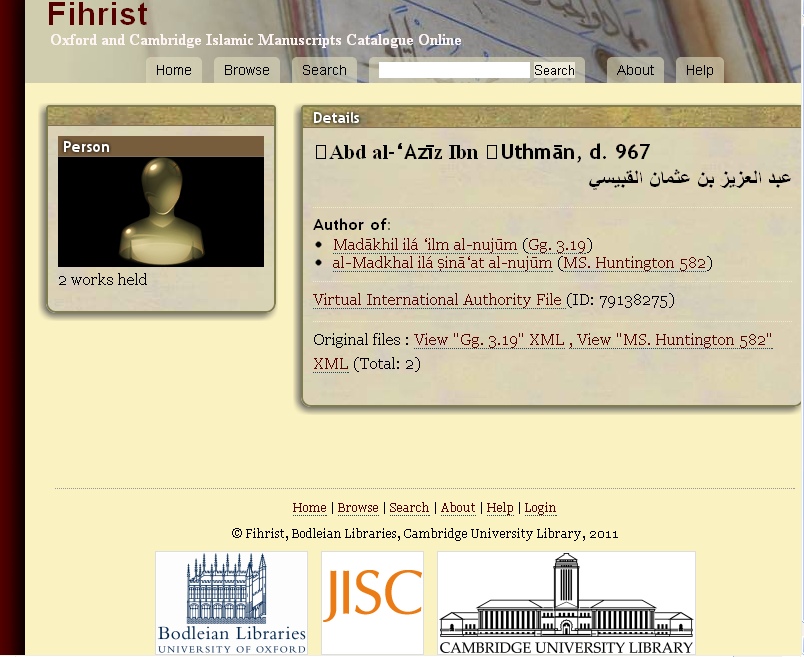 Fihrist
Oxford and Cambridge Islamic Manuscripts Catalogue Online
Home Browse Search Search About Help
Person
2 works held
Details
□Abd al-ʻAzīz Ibn □Uthmān, d. 967
عبد العزيز بن عثمان القبيسي
Author of:
• Madākhil ilá ʻilm al-nujūm (Gg. 3.19)
• al-Madkhal ilá ṣināʻat al-nujūm (MS. Huntington 582)
Virtual International Authority File (ID: 79138275)
Original files : View "Gg. 3.19" XML , View "MS. Huntington 582"
XML (Total: 2)
Home | Browse | Search | About | Help | Login
© Fihrist, Bodleian Libraries, Cambridge University Library, 2011
Bodleian Libraries
UNIVERSITY OF OXFORD
JISC
CAMBRIDGE UNIVERSITY LIBRARY